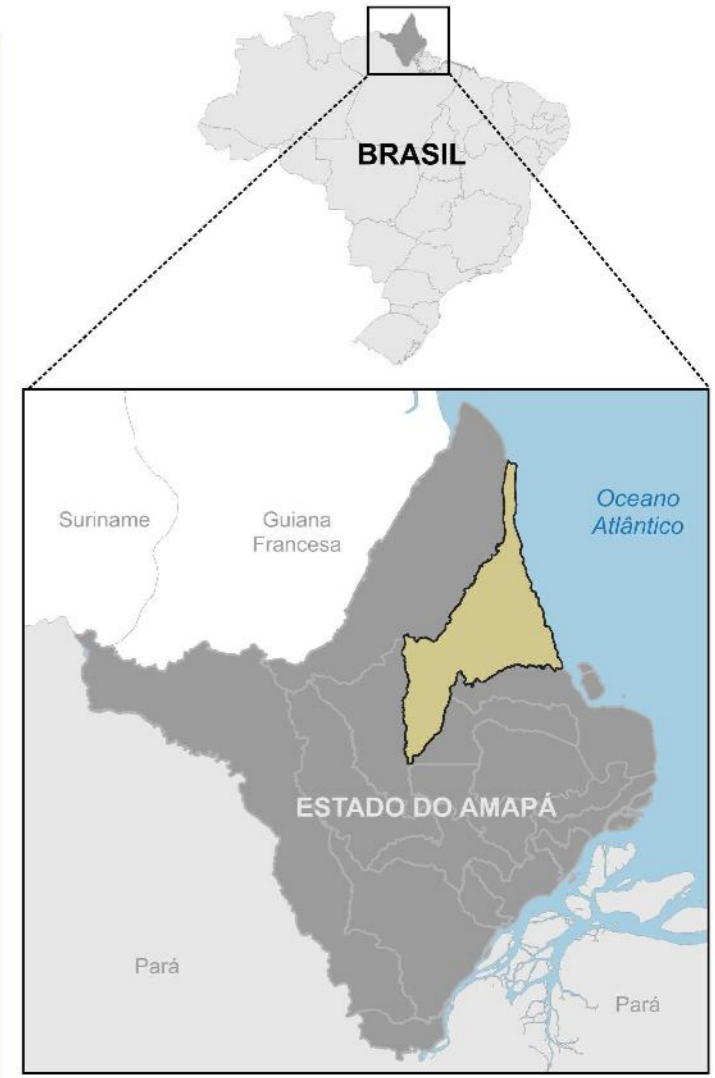 BRASIL
Suriname
Guiana
Francesa
Oceano
Atlântico
ESTADO DO AMAPÁ
Pará
Pará